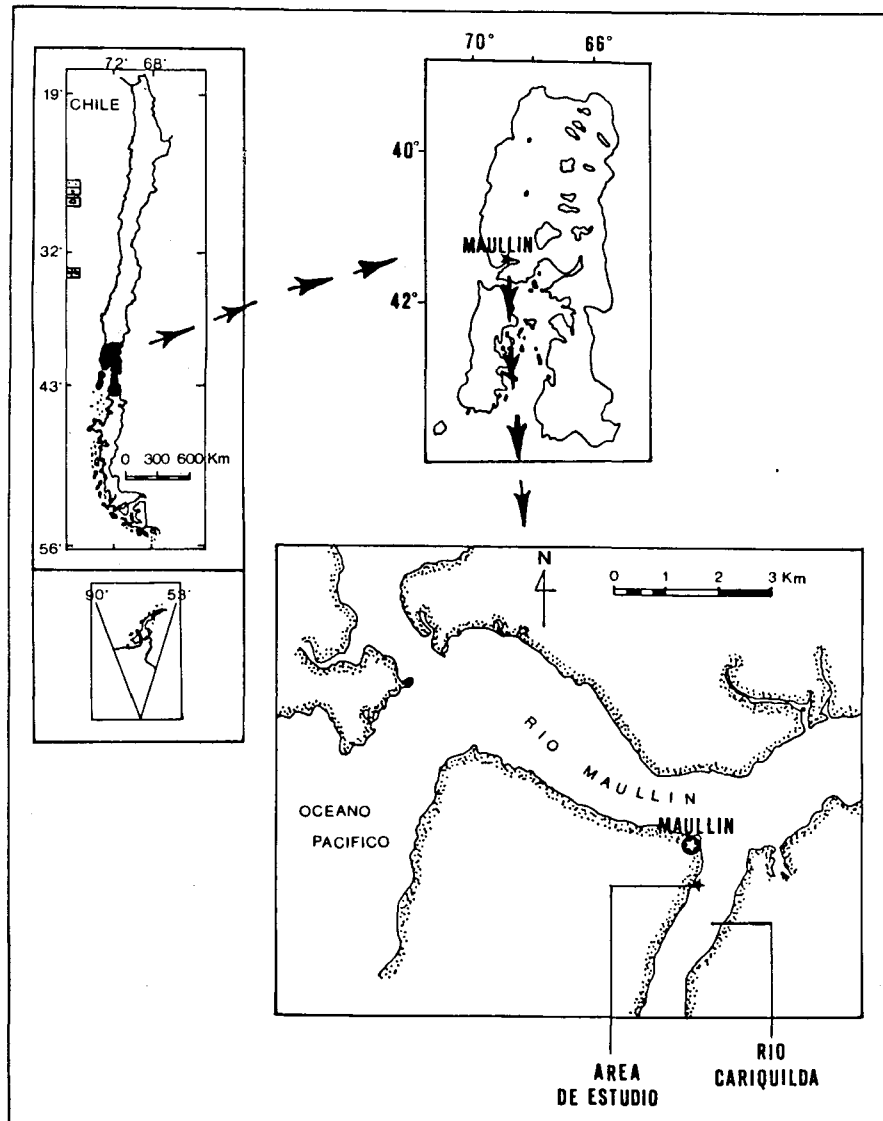 72° 68°
19'
CHILE
32'
43'
0 300 600 Km
56'
90° 53°
70° 66°
40°
MAULLIN
42°
N
0 1 2 3 Km
RIO MAULLIN
MAULLIN
OCEANO
PACIFICO
AREA
DE ESTUDIO
RIO
CARIQUILDA